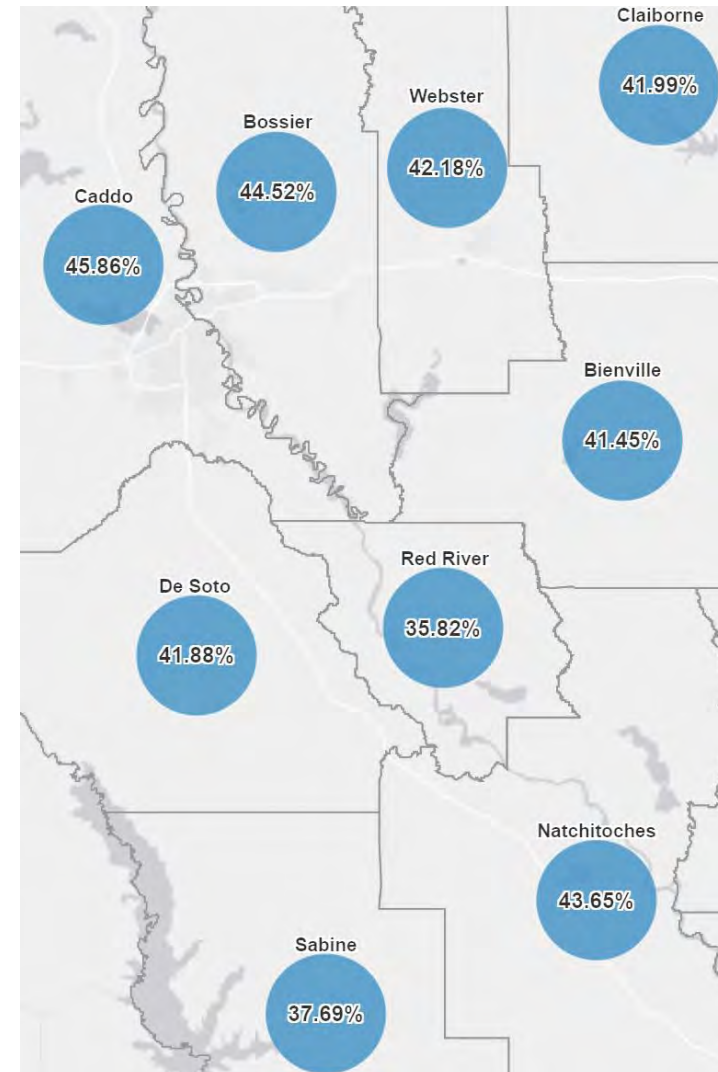 Claiborne
41.99%
Webster
42.18%
Bossier
44.52%
Caddo
45.86%
Bienville
41.45%
Red River
35.82%
De Soto
41.88%
Natchitoches
43.65%
Sabine
37.69%